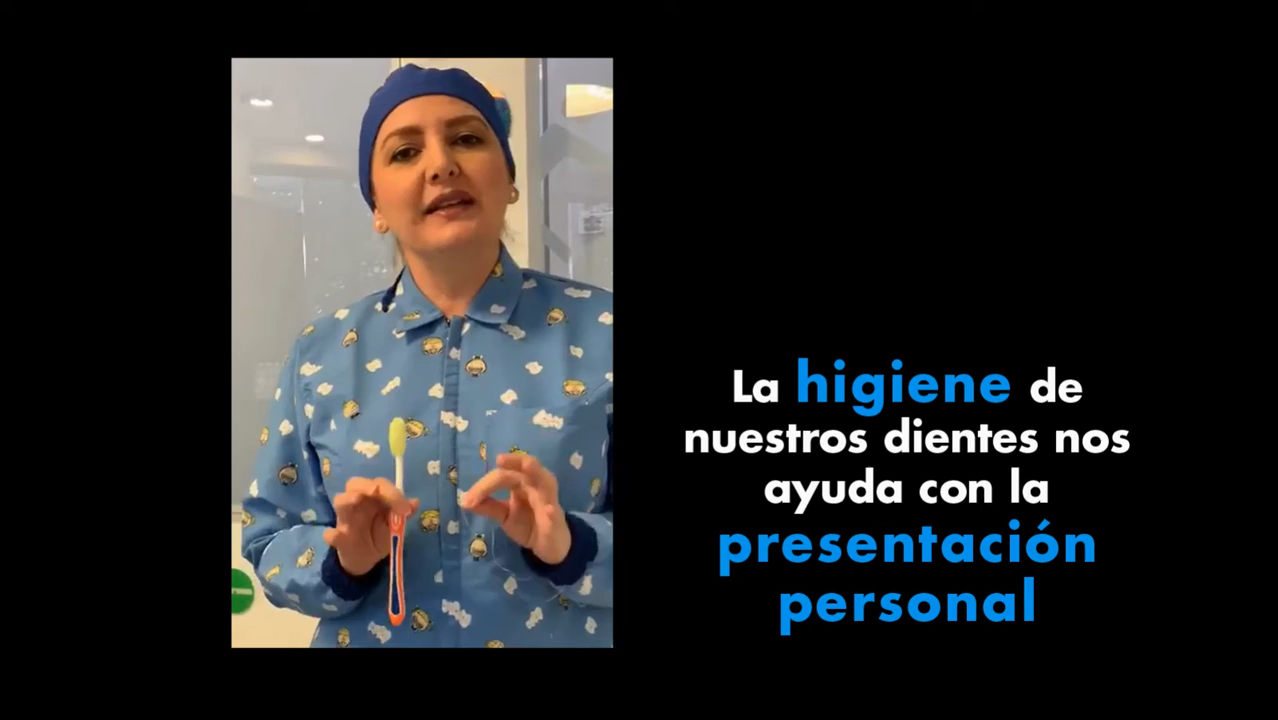 La higiene de
nuestros dientes nos
ayuda con la
presentación
personal